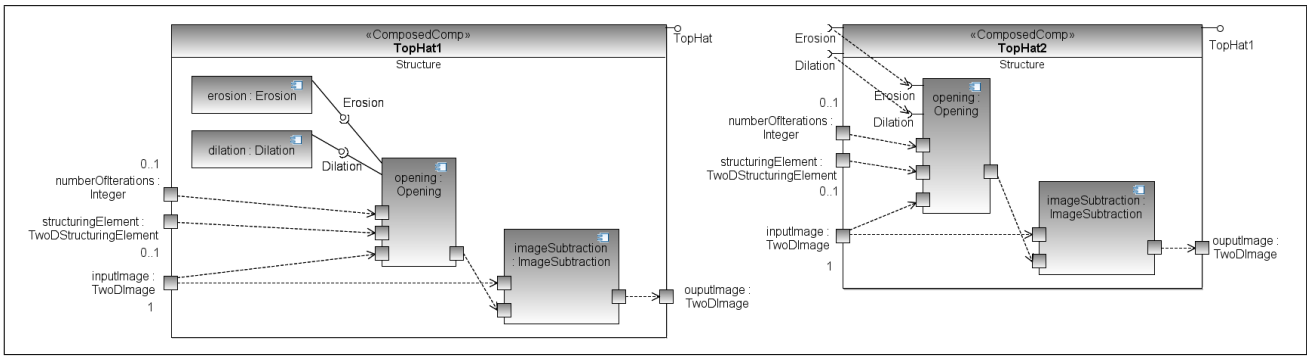 «ComposedComp»
TopHat1
Structure
TopHat
erosion : Erosion
Erosion
dilation : Dilation
Dilation
0..1
numberOfIterations :
Integer
structuringElement :
TwoDStructuringElement
0..1
inputImage :
TwoDImage
1
opening :
Opening
imageSubtraction
: ImageSubtraction
ouputImage :
TwoDImage
«ComposedComp»
TopHat2
Structure
TopHat1
Erosion
Dilation
Erosion
Dilation
opening :
Opening
0..1
numberOfIterations :
Integer
structuringElement :
TwoDStructuringElement
0..1
inputImage :
TwoDImage
1
imageSubtraction :
ImageSubtraction
ouputImage :
TwoDImage